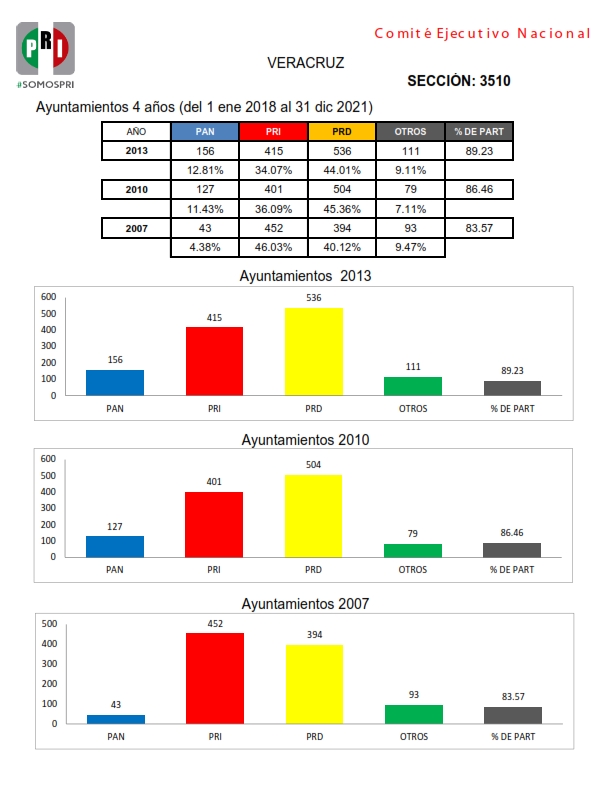 Comité Ejecutivo Nacional
PRI
#SOMOSPRI
VERACRUZ
SECCIÓN: 3510
Ayuntamientos 4 años (del 1 ene 2018 al 31 dic 2021)
AÑO PAN PRI PRD OTROS % DE PART
2013 156 415 536 111 89.23
12.81% 34.07% 44.01% 9.11%
2010 127 401 504 79 86.46
11.43% 36.09% 45.36% 7.11%
2007 43 452 394 93 83.57
4.38% 46.03% 40.12% 9.47%
Ayuntamientos 2013
600
500
400
300
200
100
0
156 415 536 111 89.23
PAN PRI PRD OTROS % DE PART
Ayuntamientos 2010
600
500
400
300
200
100
0
127 401 504 79 86.46
PAN PRI PRD OTROS % DE PART
Ayuntamientos 2007
500
400
300
200
100
0
43 452 394 93 83.57
PAN PRI PRD OTROS % DE PART